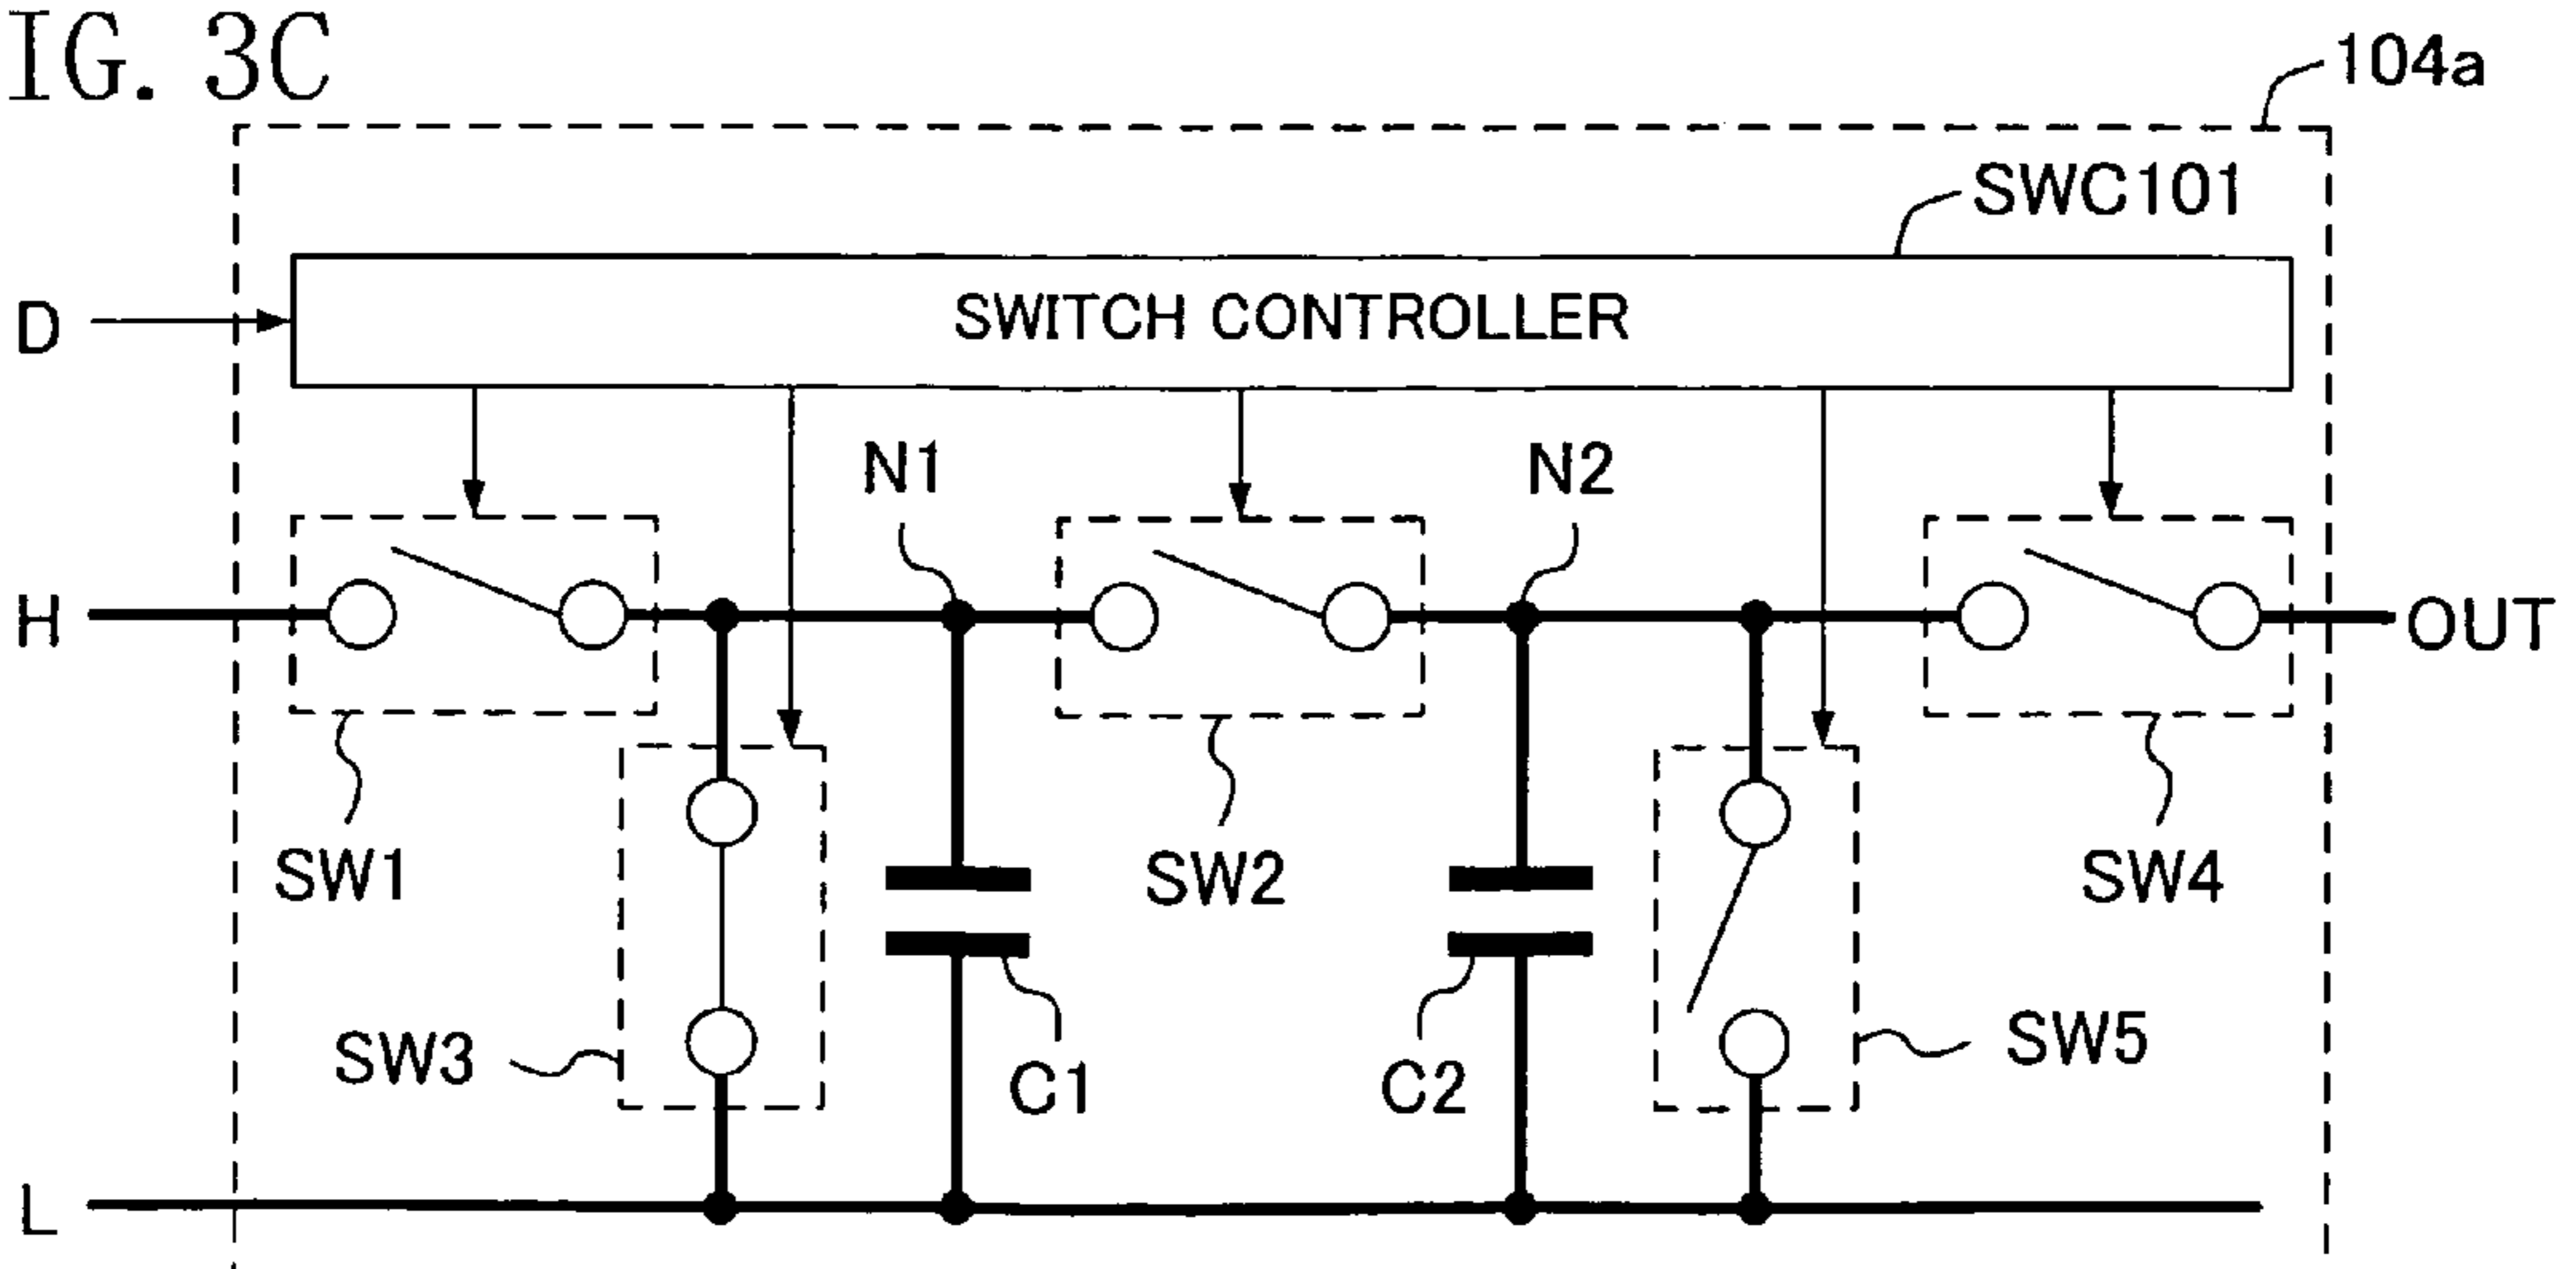 IG. 3C
104a
SWC101
D
SWITCH CONTROLLER
N1
N2
H
OUT
SW1
SW2
SW4
SW3
C1
C2
SW5
L